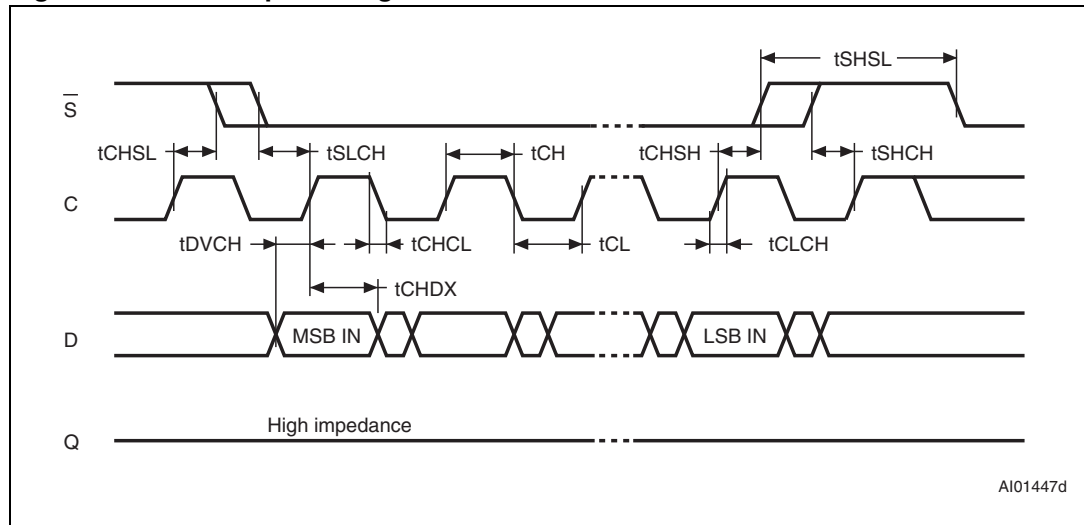 tSHSL
S
tCHSL
tSLCH
tCH
tCHSH
tSHCH
C
tDVCH
tCHCL
tCL
tCLCH
tCHDX
D
MSB IN
LSB IN
High impedance
Q
AI01447d